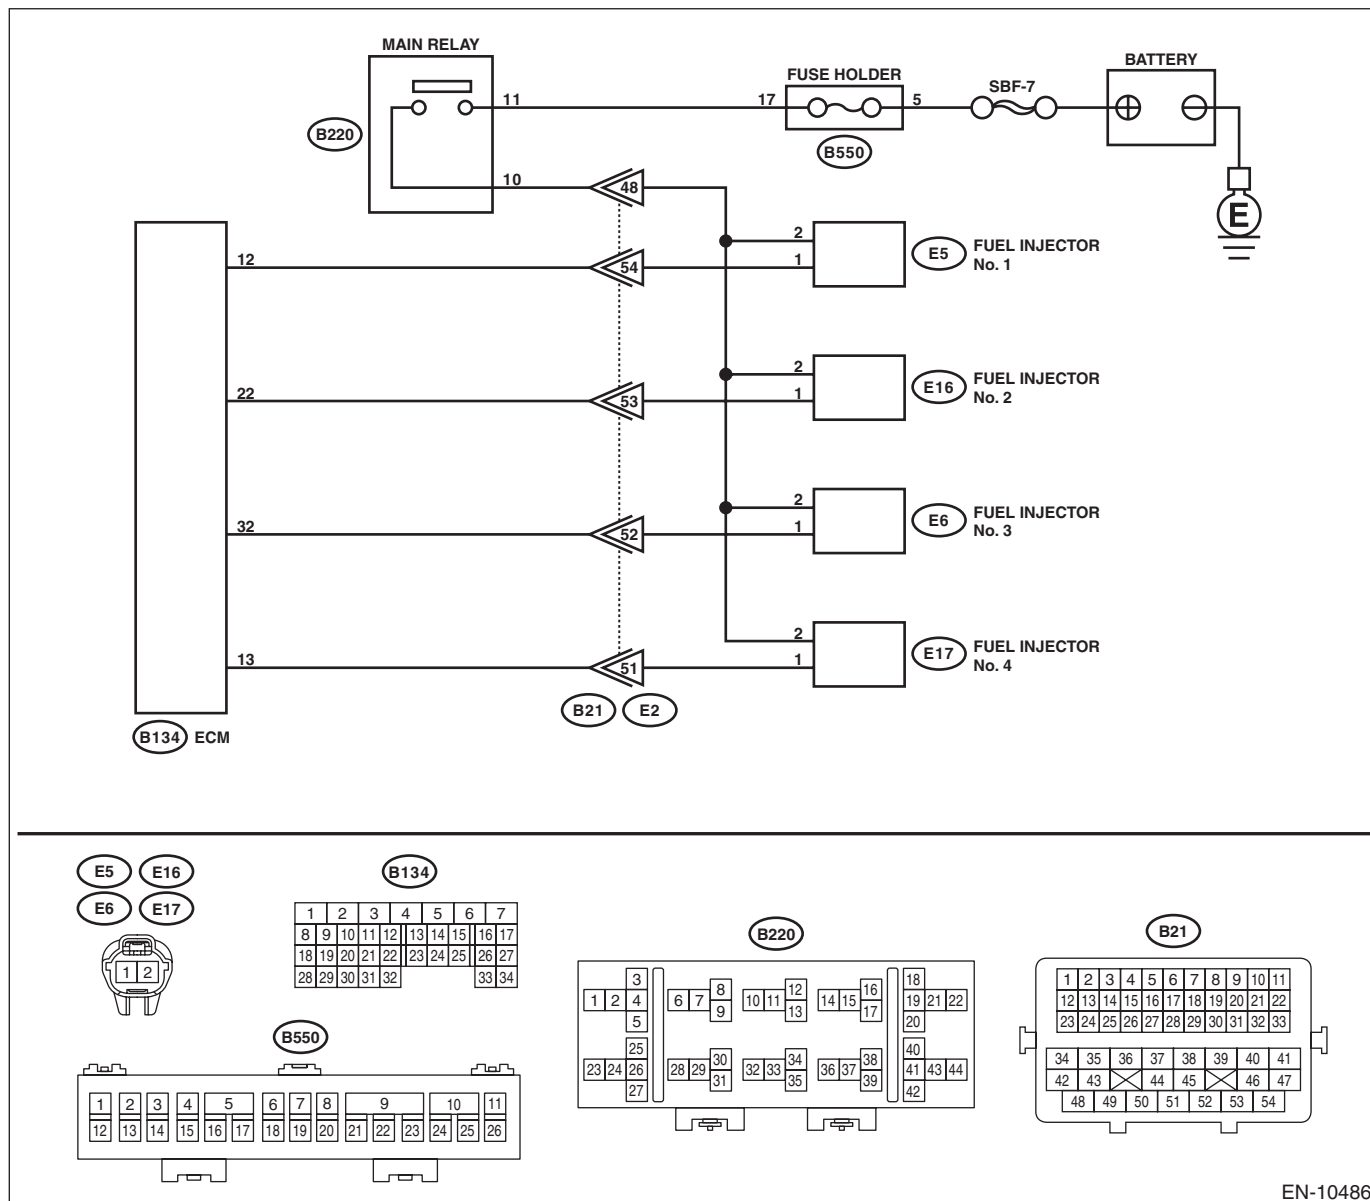 MAIN RELAY
FUSE HOLDER
SBF-7
BATTERY
11
17
5
B220
B550
10
48
E
2
E5
FUEL INJECTOR
No. 1
12
54
1
2
E16
FUEL INJECTOR
No. 2
22
53
1
2
E6
FUEL INJECTOR
No. 3
32
52
1
2
E17
FUEL INJECTOR
No. 4
13
51
1
B21
E2
B134
ECM
E5
E16
E6
E17
1 2
B134
1 2 3 4 5 6 7
8 9 10 11 12 13 14 15 16 17
18 19 20 21 22 23 24 25 26 27
28 29 30 31 32 33 34
B550
1 2 3 4 5 6 7 8 9 10 11
12 13 14 15 16 17 18 19 20 21 22 23 24 25 26
B220
3 8 12 16 18
1 2 4 6 7 10 11 14 15 19 21 22
5 9 13 17 20
25 30 34 38 40
23 24 26 28 29 32 33 36 37 41 43 44
27 31 35 39 42
B21
1 2 3 4 5 6 7 8 9 10 11
12 13 14 15 16 17 18 19 20 21 22
23 24 25 26 27 28 29 30 31 32 33
34 35 36 37 38 39 40 41
42 43 44 45 46 47
48 49 50 51 52 53 54
EN-10486